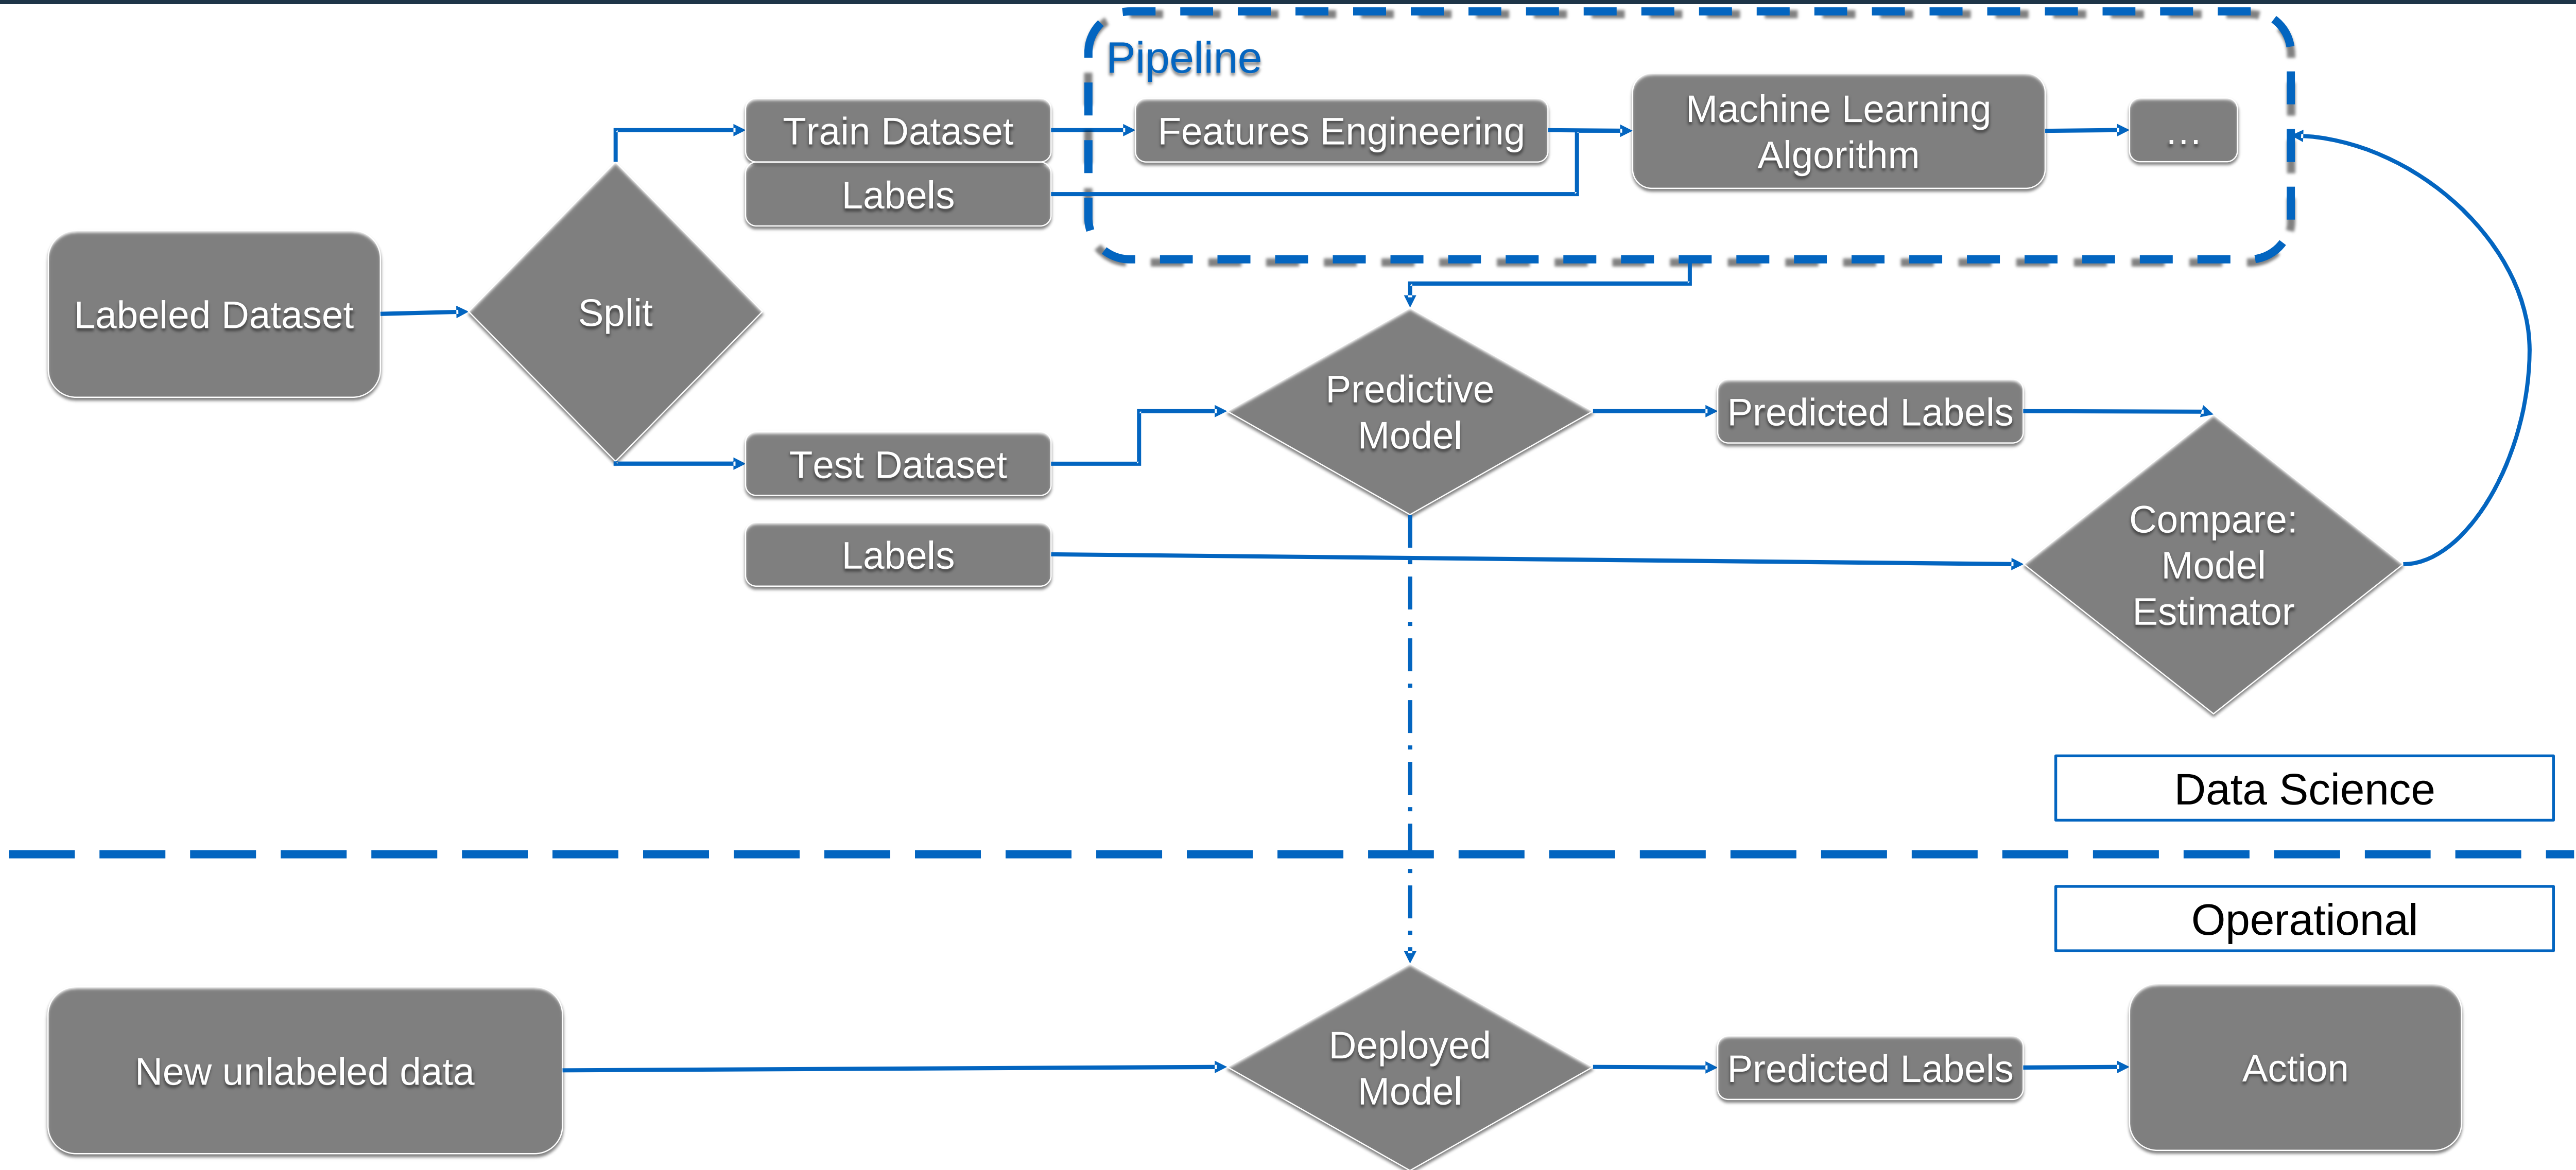 Pipeline
Train Dataset
Features Engineering
Machine Learning
Algorithm
...
Labels
Labeled Dataset
Split
Predictive
Model
Predicted Labels
Test Dataset
Labels
Compare:
Model
Estimator
Data Science
Operational
New unlabeled data
Deployed
Model
Predicted Labels
Action